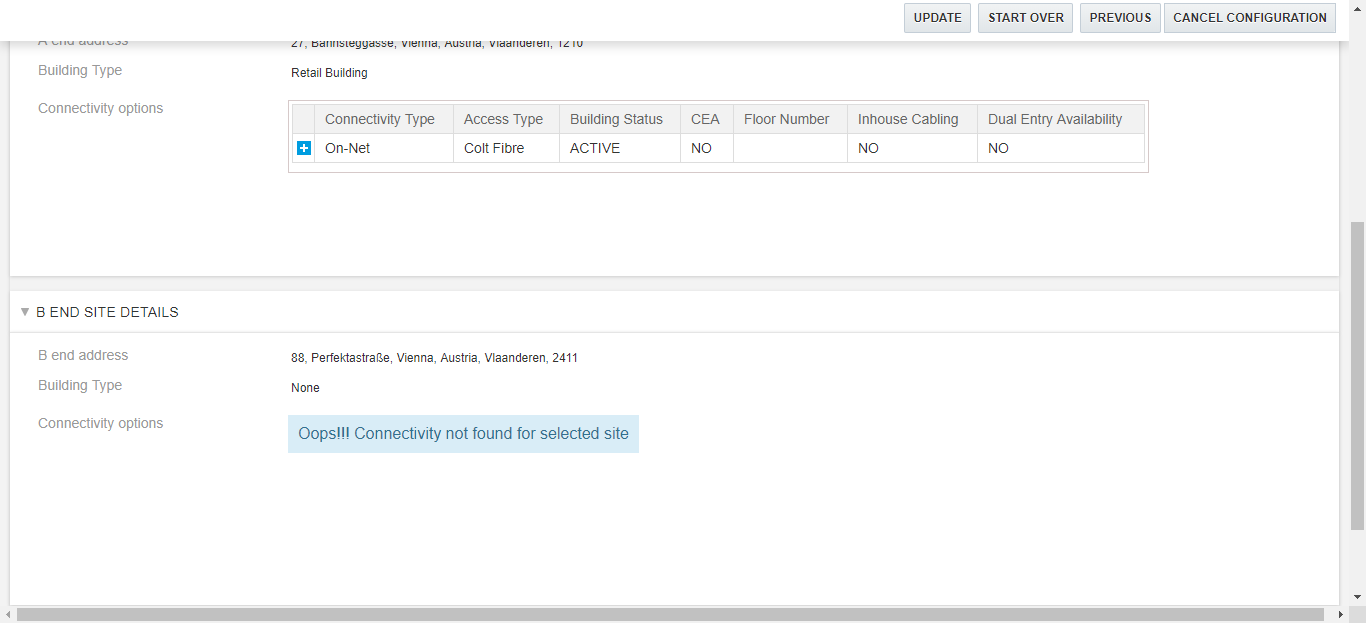 UPDATE START OVER PREVIOUS CANCEL CONFIGURATION
A end address 27, Bahnsteggasse, Vienna, Austria, Vlaanderen, 1210
Building Type Retail Building
Connectivity options
Connectivity Type Access Type Building Status CEA Floor Number Inhouse Cabling Dual Entry Availability
On-Net Colt Fibre ACTIVE NO NO NO
B END SITE DETAILS
B end address 88, Perfektastraße, Vienna, Austria, Vlaanderen, 2411
Building Type None
Connectivity options Oops!!! Connectivity not found for selected site